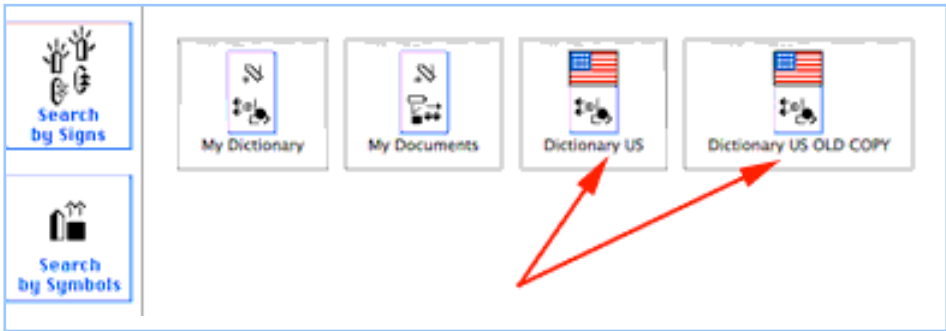 Search
by Signs
My Dictionary
My Documents
Dictionary US
Dictionary US OLD COPY
Search
by Symbols